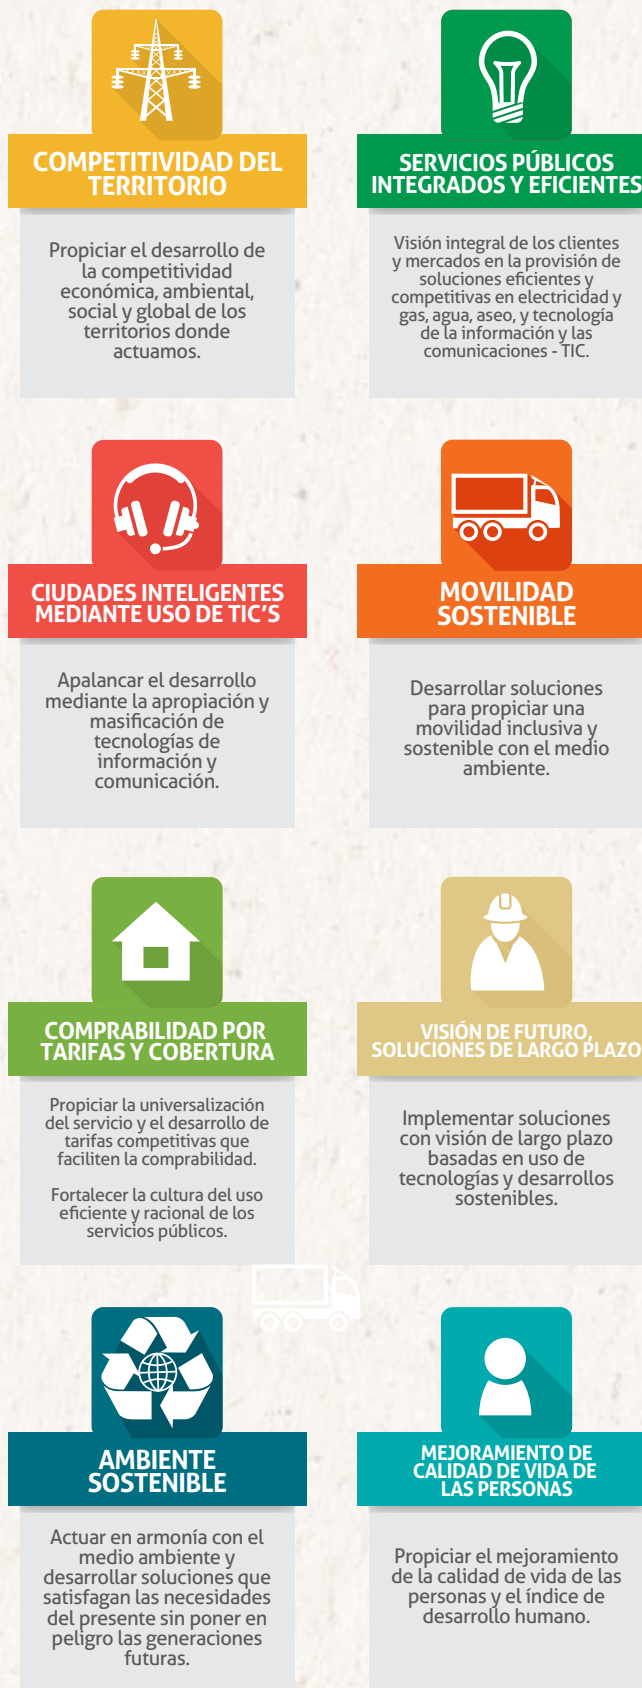 COMPETITIVIDAD DEL
TERRITORIO
Propiciar el desarrollo de
la competitividad
económica, ambiental,
social y global de los
territorios donde
actuamos.
SERVICIOS PÚBLICOS
INTEGRADOS Y EFICIENTES
Visión integral de los clientes
y mercados en la provisión de
soluciones eficientes y
competitivas en electricidad y
gas, agua, aseo, y tecnología
de la información y las
comunicaciones - TIC.
CIUDADES INTELIGENTES
MEDIANTE USO DE TIC'S
Apalancar el desarrollo
mediante la apropiación y
masificación de
tecnologías de
información y
comunicación.
MOVILIDAD
SOSTENIBLE
Desarrollar soluciones
para propiciar una
movilidad inclusiva y
sostenible con el medio
ambiente.
COMPRABILIDAD POR
TARIFAS Y COBERTURA
Propiciar la universalización
del servicio y el desarrollo de
tarifas competitivas que
faciliten la comprabilidad.
Fortalecer la cultura del uso
eficiente y racional de los
servicios públicos.
VISIÓN DE FUTURO,
SOLUCIONES DE LARGO PLAZO
Implementar soluciones
con visión de largo plazo
basadas en uso de
tecnologías y desarrollos
sostenibles.
AMBIENTE
SOSTENIBLE
Actuar en armonía con el
medio ambiente y
desarrollar soluciones que
satisfagan las necesidades
del presente sin poner en
peligro las generaciones
futuras.
MEJORAMIENTO DE
CALIDAD DE VIDA DE
LAS PERSONAS
Propiciar el mejoramiento
de la calidad de vida de las
personas y el índice de
desarrollo humano.